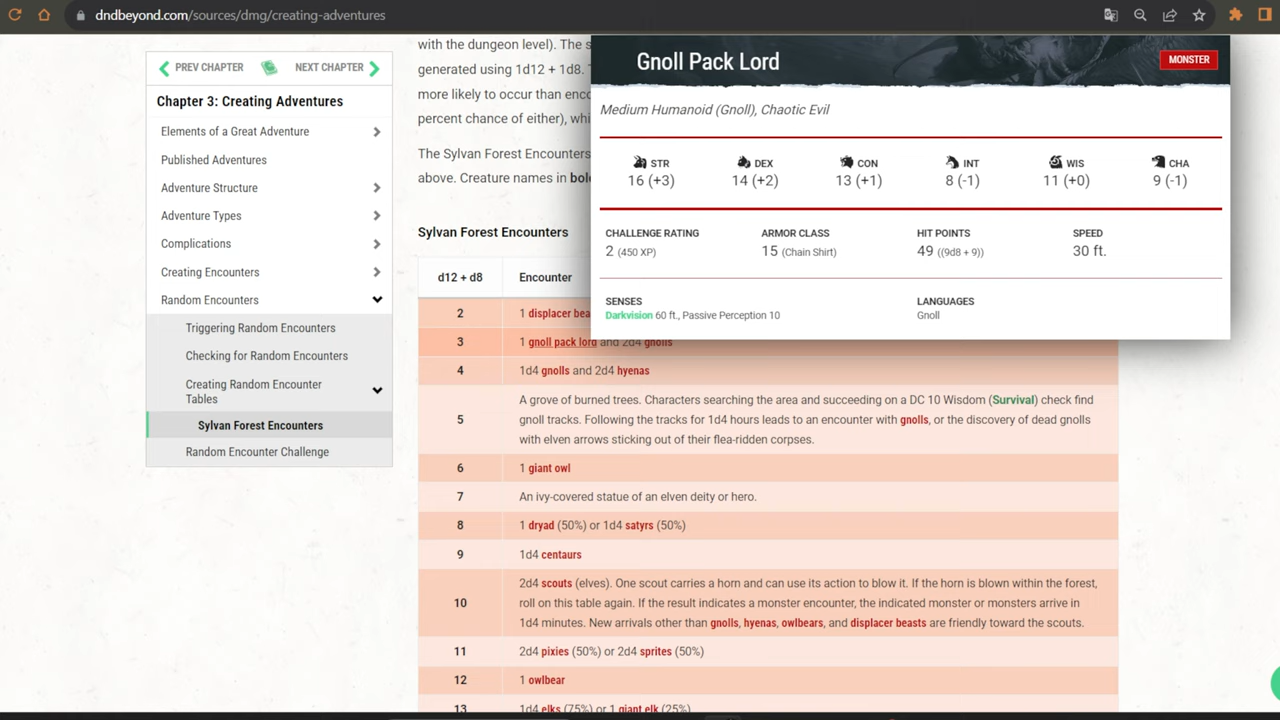 dndbeyond.com/sources/dmg/creating-adventures
PREV CHAPTER
NEXT CHAPTER
Chapter 3: Creating Adventures
Elements of a Great Adventure
Published Adventures
Adventure Structure
Adventure Types
Complications
Creating Encounters
Random Encounters
Triggering Random Encounters
Checking for Random Encounters
Creating Random Encounter
Tables
Sylvan Forest Encounters
Random Encounter Challenge
with the dungeon level). The s
generated using 1d12 + 1d8.
more likely to occur than enco
percent chance of either), whi
The Sylvan Forest Encounters
above. Creature names in bol
Gnoll Pack Lord
MONSTER
Medium Humanoid (Gnoll), Chaotic Evil
STR DEX CON INT WIS CHA
16 (+3) 14 (+2) 13 (+1) 8 (-1) 11 (+0) 9 (-1)
CHALLENGE RATING ARMOR CLASS HIT POINTS SPEED
2 (450 XP) 15 (Chain Shirt) 49 ((9d8 + 9)) 30 ft.
SENSES LANGUAGES
Darkvision 60 ft., Passive Perception 10 Gnoll
Sylvan Forest Encounters
d12 + d8 Encounter
2 1 displacer bea
3 1 gnoll pack lord and 2d4 gnolls
4 1d4 gnolls and 2d4 hyenas
A grove of burned trees. Characters searching the area and succeeding on a DC 10 Wisdom (Survival) check find
5 gnoll tracks. Following the tracks for 1d4 hours leads to an encounter with gnolls, or the discovery of dead gnolls
with elven arrows sticking out of their flea-ridden corpses.
6 1 giant owl
7 An ivy-covered statue of an elven deity or hero.
8 1 dryad (50%) or 1d4 satyrs (50%)
9 1d4 centaurs
2d4 scouts (elves). One scout carries a horn and can use its action to blow it. If the horn is blown within the forest,
10 roll on this table again. If the result indicates a monster encounter, the indicated monster or monsters arrive in
1d4 minutes. New arrivals other than gnolls, hyenas, owlbears, and displacer beasts are friendly toward the scouts.
11 2d4 pixies (50%) or 2d4 sprites (50%)
12 1 owlbear
13 1d4 elks (75%) or 1 giant elk (25%)